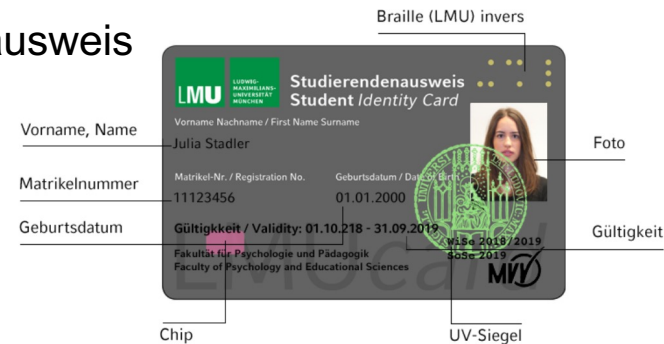 Braille (LMU) invers
ausweis
LMU
LUDWIG-
MAXIMILIANS-
UNIVERSITÄT
MÜNCHEN
Studierendenausweis
Student Identity Card
Vorname, Name
Vorname Nachname / First Name Surname
Julia Stadler
Foto
Matrikelnummer
Matrikel-Nr. / Registration No.
Geburtsdatum / Date of Birth
11123456
01.01.2000
Geburtsdatum
Gültigkkeit / Validity: 01.10.218 - 31.09.2019
Gültigkeit
WiSe 2018/2019
Fakultät für Psychologie und Pädagogik
SoSe 2019
Faculty of Psychology and Educational Sciences
MVV
LMUcard
Chip
UV-Siegel